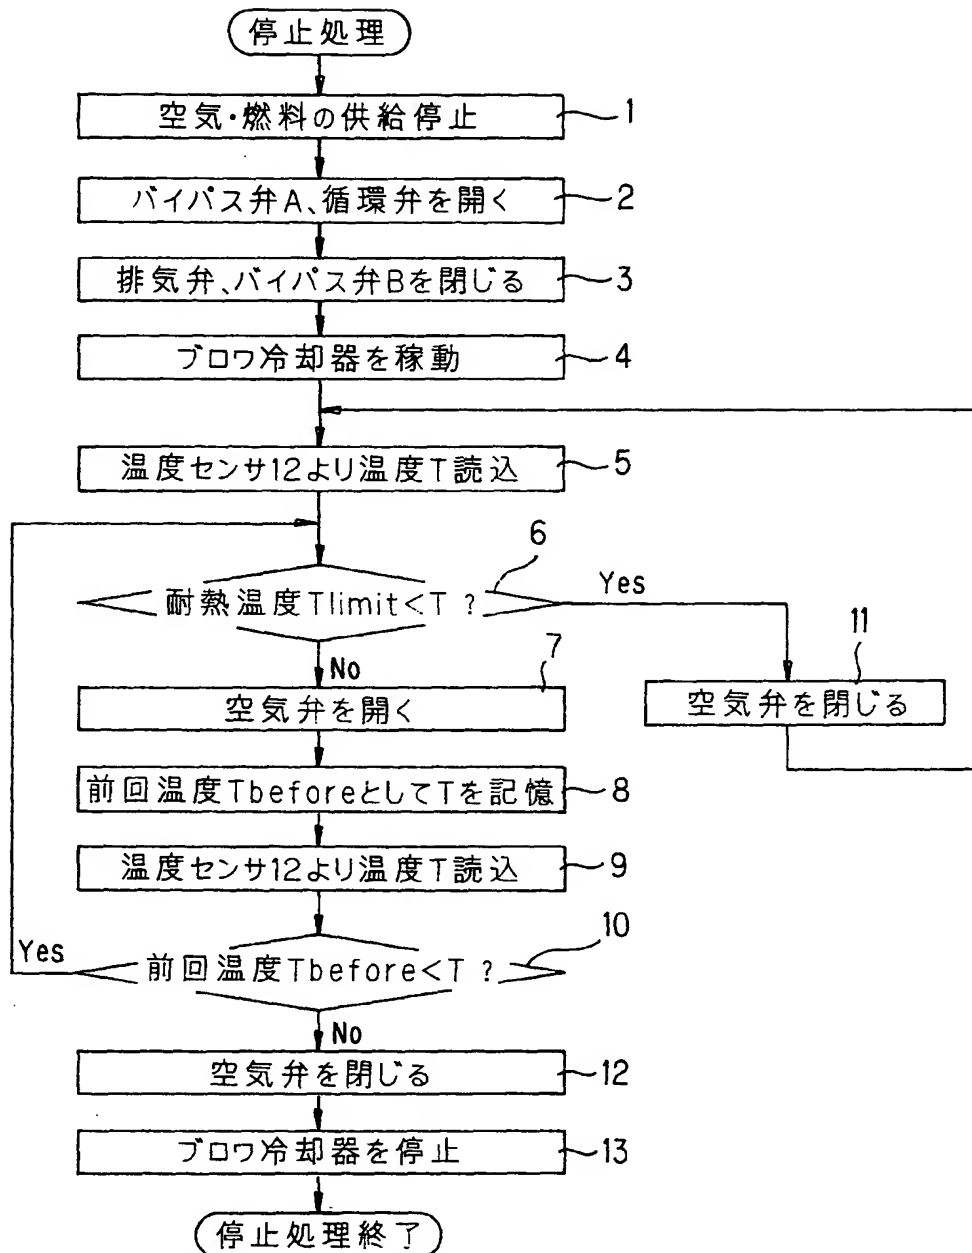 停止処理
空気・燃料の供給停止
1
バイパス弁A、循環弁を開く
2
排気弁、バイパス弁Bを閉じる
3
ブロワ冷却器を稼動
4
温度センサ12より温度T読込
5
6
耐熱温度Tlimit<T?
Yes
No
7
11
空気弁を開く
空気弁を閉じる
前回温度TbeforeとしてTを記憶
8
温度センサ12より温度T読込
9
10
Yes
前回温度Tbefore<T?
No
空気弁を閉じる
12
ブロワ冷却器を停止
13
停止処理終了